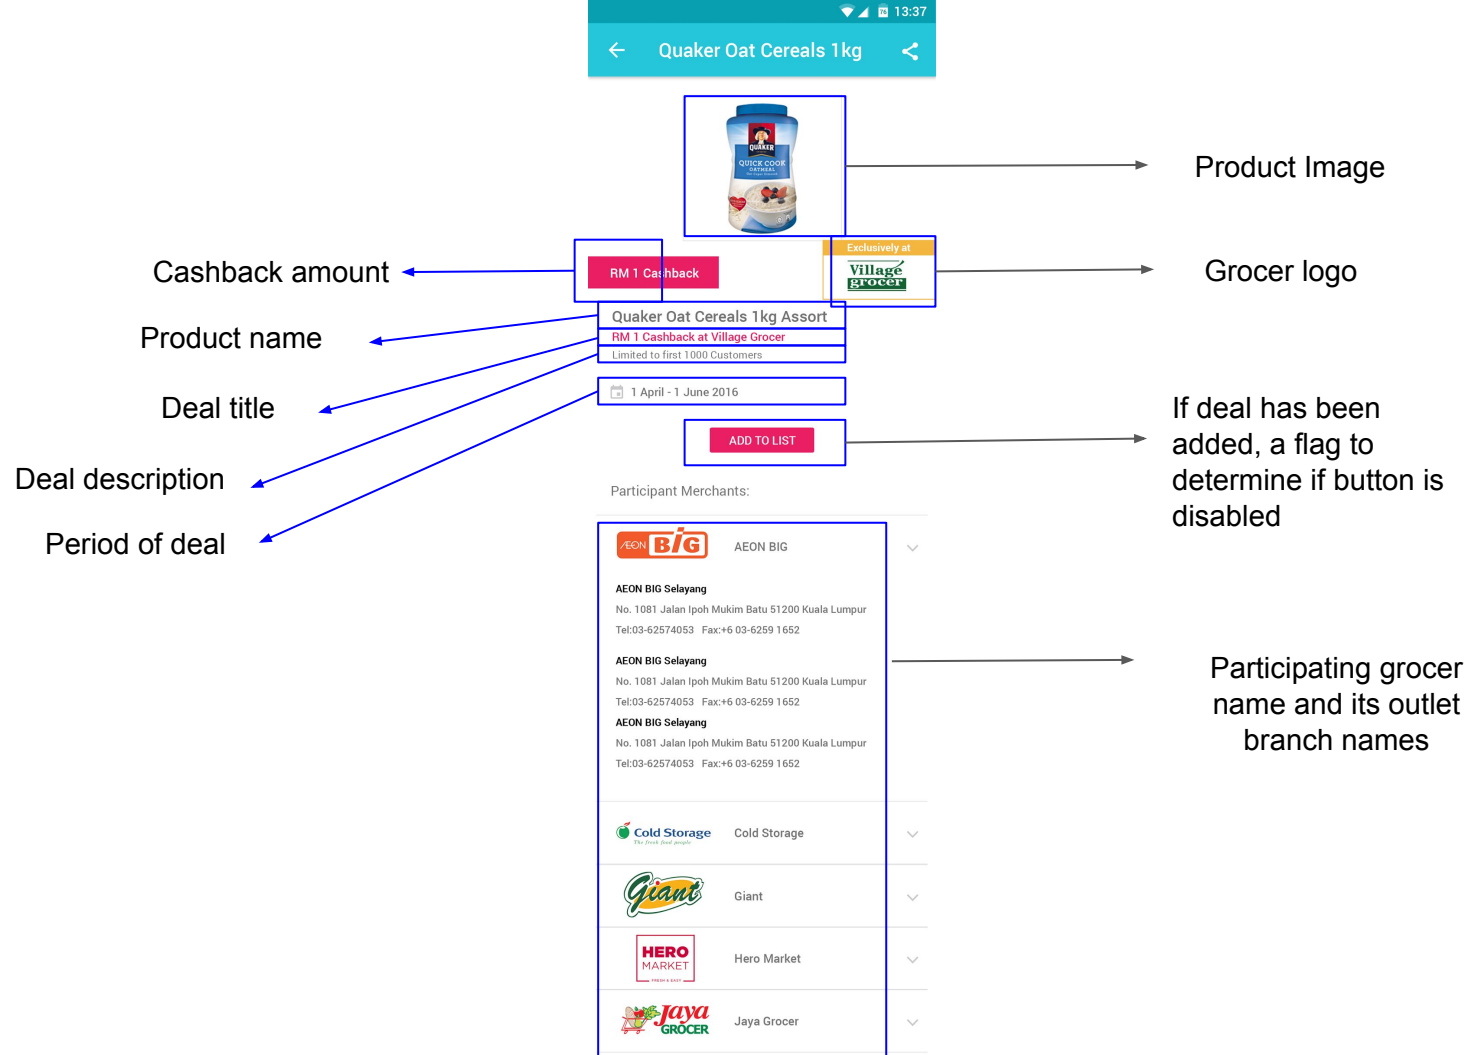 76 13:37
Quaker Oat Cereals 1kg
QUAKER
QUICK COOK
OATMEAL
Product Image
Exclusively at
Village
grocer
Grocer logo
Cashback amount
RM 1 Cashback
Product name
Quaker Oat Cereals 1kg Assort
RM 1 Cashback at Village Grocer
Limited to first 1000 Customers
Deal title
1 April - 1 June 2016
Deal description
ADD TO LIST
If deal has been
added, a flag to
determine if button is
disabled
Period of deal
Participant Merchants:
ÆON BIG
AEON BIG
AEON BIG Selayang
No. 1081 Jalan Ipoh Mukim Batu 51200 Kuala Lumpur
Tel:03-62574053 Fax:+6 03-6259 1652
AEON BIG Selayang
No. 1081 Jalan Ipoh Mukim Batu 51200 Kuala Lumpur
Tel:03-62574053 Fax:+6 03-6259 1652
AEON BIG Selayang
No. 1081 Jalan Ipoh Mukim Batu 51200 Kuala Lumpur
Tel:03-62574053 Fax:+6 03-6259 1652
Participating grocer
name and its outlet
branch names
Cold Storage
The fresh food people
Cold Storage
Giant
Giant
HERO
MARKET
FRESH & EASY
Hero Market
Jaya
GROCER
Jaya Grocer